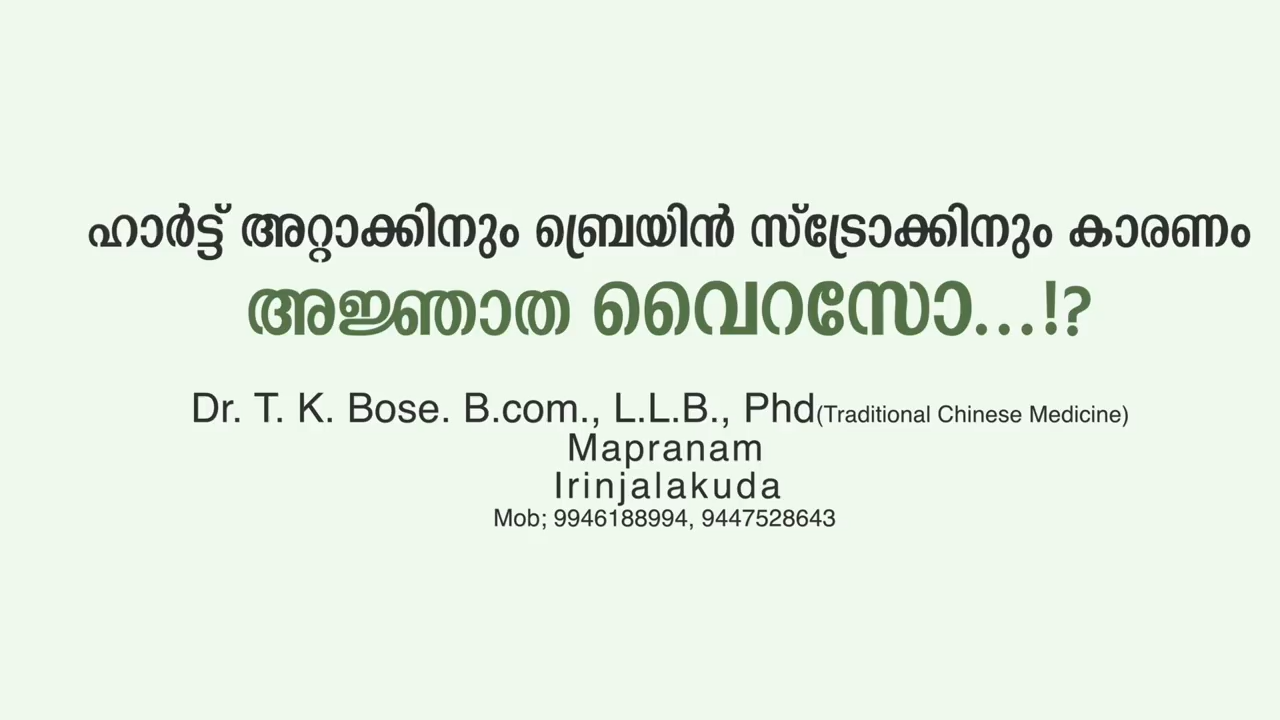 ഹാർട്ട് അറ്റാക്കിനും ബ്രെയിൻ സ്ട്രോക്കിനും കാരണം
അജ്ഞാത വൈറസോ...!?
Dr. T. K. Bose. B.com., L.L.B., Phd(Traditional Chinese Medicine)
Mapranam
Irinjalakuda
Mob; 9946188994, 9447528643